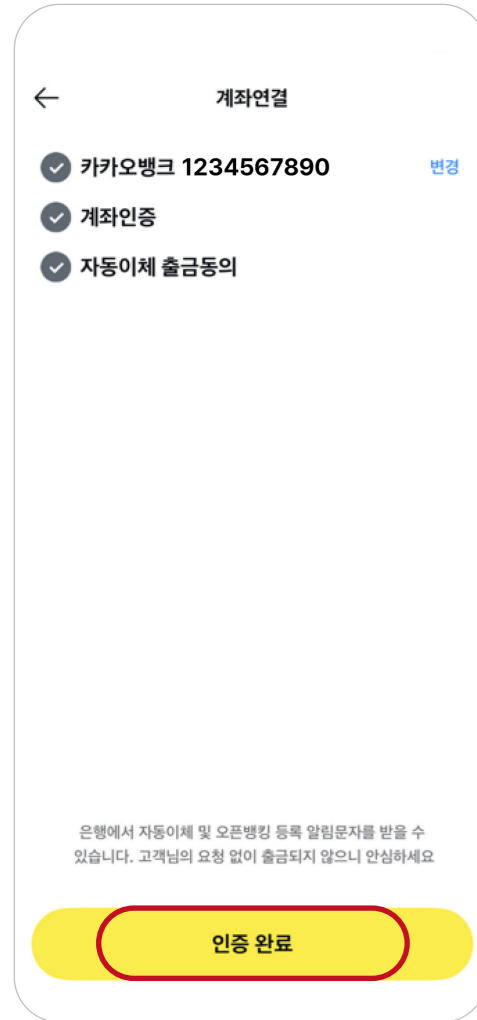 계좌연결
카카오뱅크 1234567890 변경
계좌인증
자동이체 출금동의
은행에서 자동이체 및 오픈뱅킹 등록 알림문자를 받을 수
있습니다. 고객님의 요청 없이 출금되지 않으니 안심하세요
인증 완료